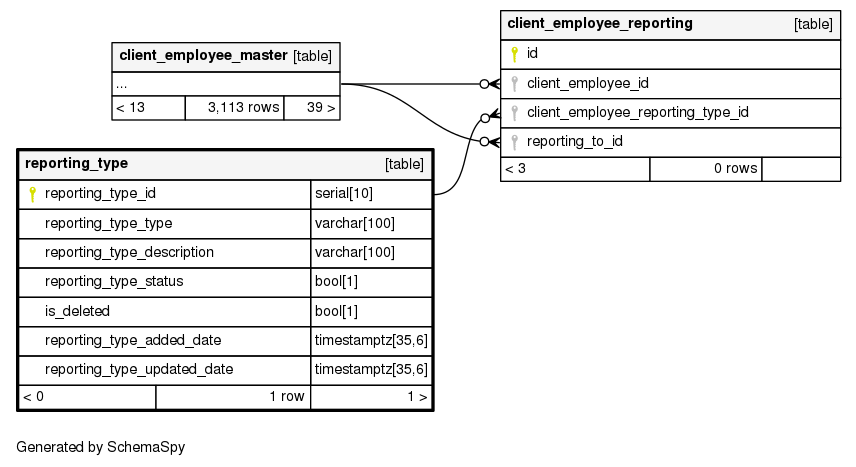 client_employee_reporting [table]
id
client_employee_id
client_employee_reporting_type_id
reporting_to_id
< 3 0 rows
client_employee_master [table]
...
< 13 3,113 rows 39 >
reporting_type [table]
reporting_type_id serial[10]
reporting_type_type varchar[100]
reporting_type_description varchar[100]
reporting_type_status bool[1]
is_deleted bool[1]
reporting_type_added_date timestamptz[35,6]
reporting_type_updated_date timestamptz[35,6]
< 0 1 row 1 >
Generated by SchemaSpy